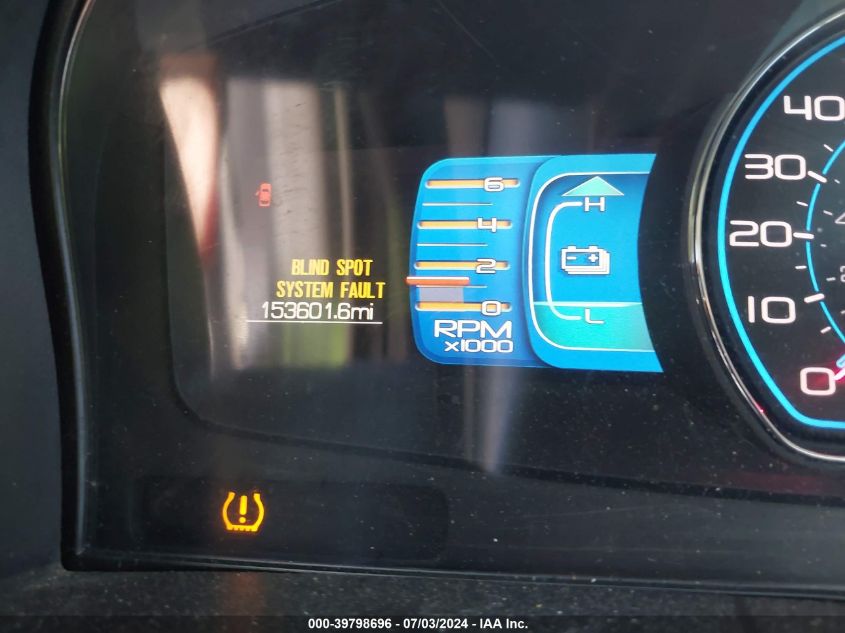 BLIND SPOT
SYSTEM FAULT
153601.6mi
6
4
2
0
RPM
x1000
H
L
40
30
20
10
0
000-39798696 - 07/03/2024 - IAA Inc.